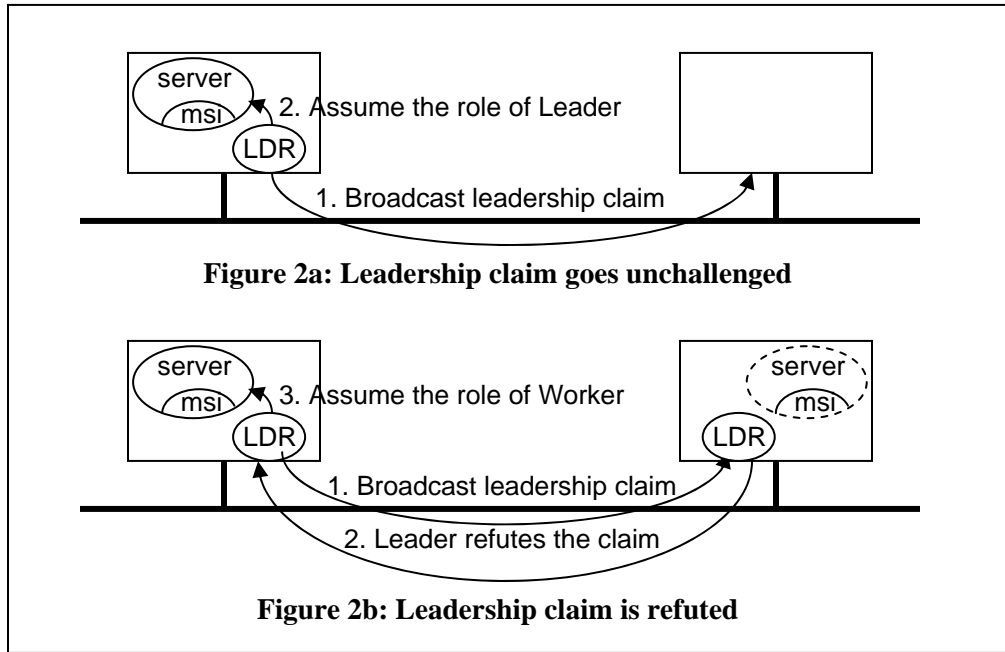 server
msi
2. Assume the role of Leader
LDR
1. Broadcast leadership claim
Figure 2a: Leadership claim goes unchallenged
server
msi
3. Assume the role of Worker
LDR
server
msi
LDR
1. Broadcast leadership claim
2. Leader refutes the claim
Figure 2b: Leadership claim is refuted